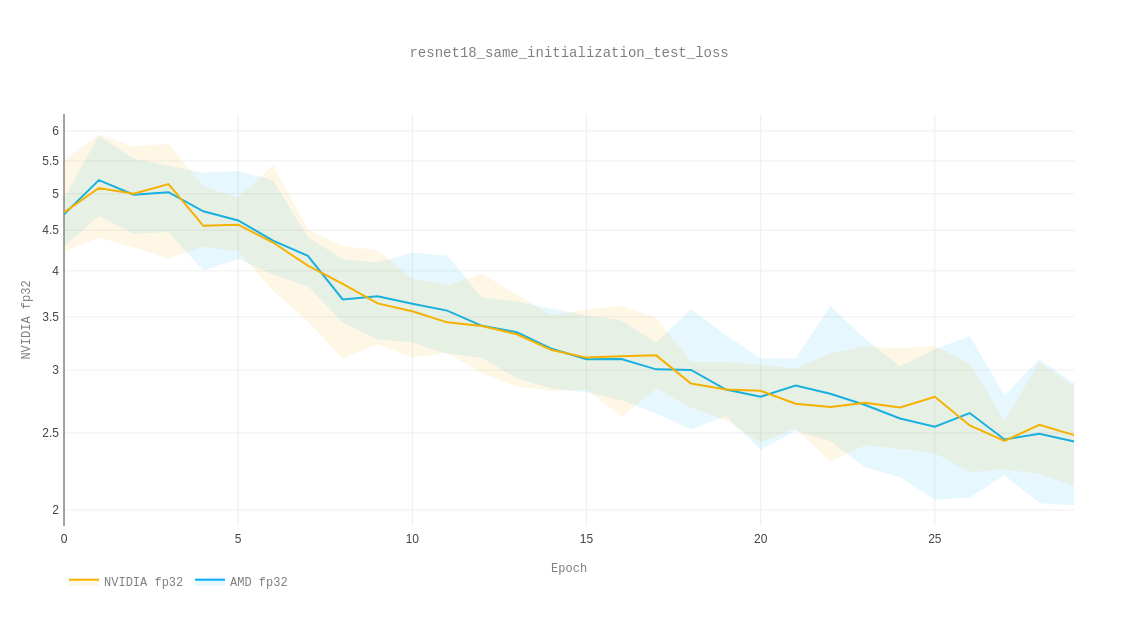 resnet18_same_initialization_test_loss
6
5.5
5
4.5
4
3.5
3
2.5
2
NVIDIA fp32
0 5 10 15 20 25
Epoch
NVIDIA fp32 AMD fp32